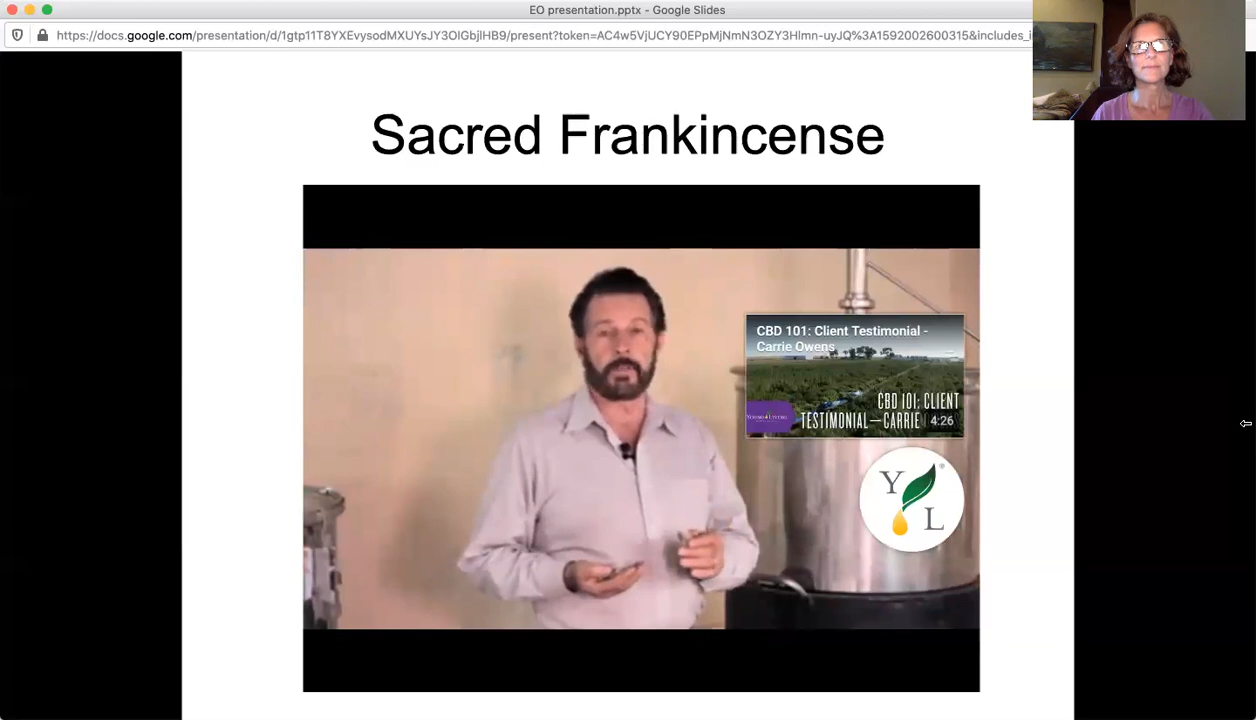 EO presentation.pptx - Google Slides
https://docs.google.com/presentation/d/1gtp11T8YXEvysodMXUYsJY3OlGbjlHB9/present?token=AC4w5VjUCY90EPpMjNmN3OZY3Hlmn-uyJQ%3A1592002600315&includes_i
Sacred Frankincense
CBD 101: Client Testimonial -
Carrie Owens
CBD 101: CLIENT
TESTIMONIAL—CARRIE
4:26
Y
L